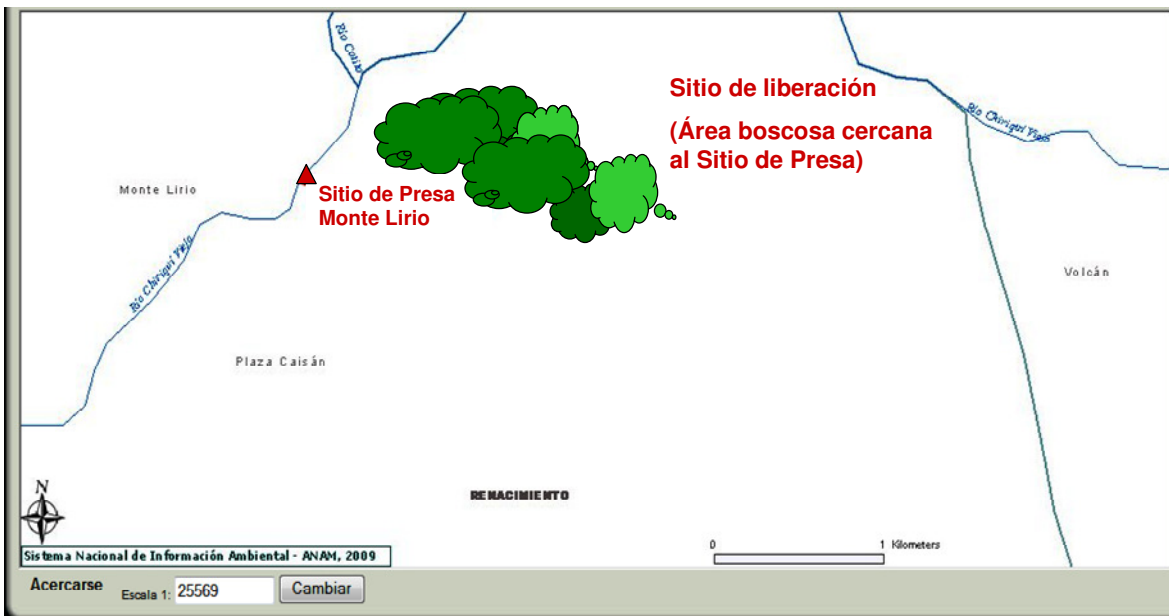 Río Colito
Sitio de liberación
(Área boscosa cercana
al Sitio de Presa)
Río Chiriquí Viejo
Monte Lirio
Sitio de Presa
Monte Lirio
Río Chiriquí Viejo
Volcán
Plaza Caisán
N
RENACIMIENTO
Sistema Nacional de Información Ambiental - ANAM, 2009
0 1 Kilometers
Acercarse Escala 1: 25569 Cambiar